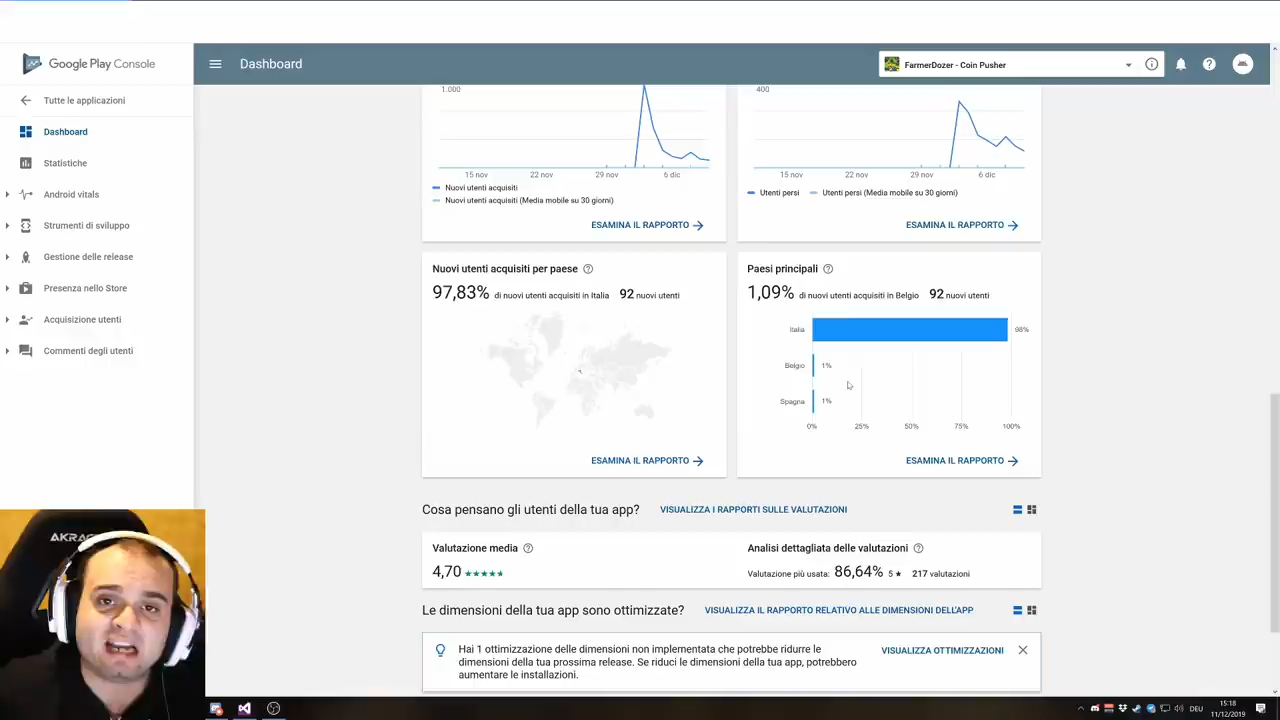 Google Play Console
Dashboard
FarmerDozer - Coin Pusher
Tutte le applicazioni
Dashboard
Statistiche
Android vitals
Strumenti di sviluppo
Gestione delle release
Presenza nello Store
Acquisizione utenti
Commenti degli utenti
1.000
15 nov 22 nov 29 nov 6 dic
Nuovi utenti acquisiti
Nuovi utenti acquisiti (Media mobile su 30 giorni)
ESAMINA IL RAPPORTO
400
15 nov 22 nov 29 nov 6 dic
Utenti persi Utenti persi (Media mobile su 30 giorni)
ESAMINA IL RAPPORTO
Nuovi utenti acquisiti per paese
97,83% di nuovi utenti acquisiti in Italia 92 nuovi utenti
ESAMINA IL RAPPORTO
Paesi principali
1,09% di nuovi utenti acquisiti in Belgio 92 nuovi utenti
Italia 98%
Belgio 1%
Spagna 1%
0% 25% 50% 75% 100%
ESAMINA IL RAPPORTO
Cosa pensano gli utenti della tua app? VISUALIZZA I RAPPORTI SULLE VALUTAZIONI
Valutazione media
4,70
Analisi dettagliata delle valutazioni
Valutazione più usata: 86,64% 5 ★ 217 valutazioni
Le dimensioni della tua app sono ottimizzate? VISUALIZZA IL RAPPORTO RELATIVO ALLE DIMENSIONI DELL'APP
Hai 1 ottimizzazione delle dimensioni non implementata che potrebbe ridurre le
dimensioni della tua prossima release. Se riduci le dimensioni della tua app, potrebbero
aumentare le installazioni.
VISUALIZZA OTTIMIZZAZIONI
AKRAC
DEU
15:18
11/12/2019